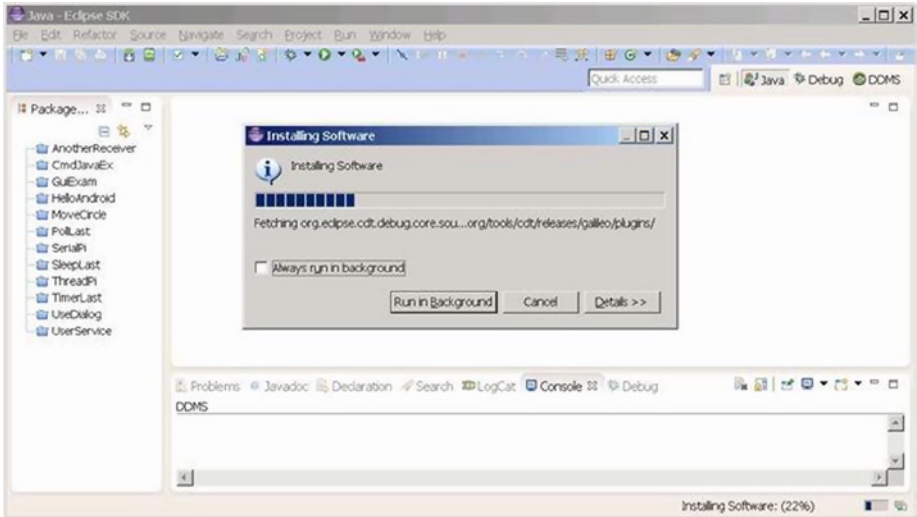 Java - Eclipse SDK
File Edit Refactor Source Navigate Search Project Run Window Help
Quick Access
Java Debug DDMS
Package...
AnotherReceiver
CmdJavaEx
GuiExam
HelloAndroid
MoveCircle
PollLast
SerialPi
SleepLast
ThreadPi
TimerLast
UseDialog
UserService
Installing Software
Installing Software
Fetching org.eclipse.cdt.debug.core.sou...org/tools/cdt/releases/galileo/plugins/
Always run in background
Run in Background Cancel Details >>
Problems Javadoc Declaration Search LogCat Console Debug
DDMS
Installing Software: (22%)